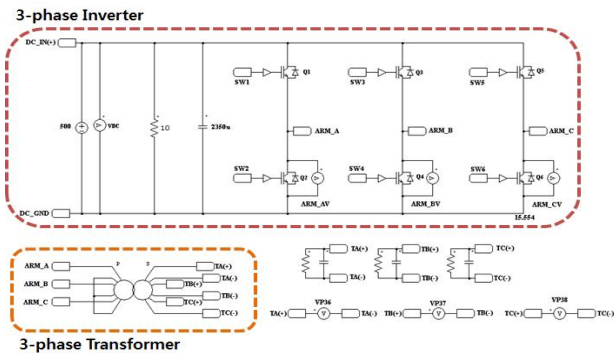 3-phase Inverter
DC_IN(+)
SW1
Q1
SW3
Q3
SW5
Q5
500
VDC
10
2350u
ARM_A
ARM_B
ARM_C
SW2
Q2
SW4
Q4
SW6
Q6
ARM_AV
ARM_BV
ARM_CV
DC_GND
15.554
ARM_A
P
S
TA(+)
TA(-)
ARM_B
TB(+)
TB(-)
ARM_C
TC(+)
TC(-)
TA(+)
TB(+)
TC(+)
TA(-)
TB(-)
TC(-)
VP36
VP37
VP38
TA(+)
TA(-)
TB(+)
TB(-)
TC(+)
TC(-)
3-phase Transformer